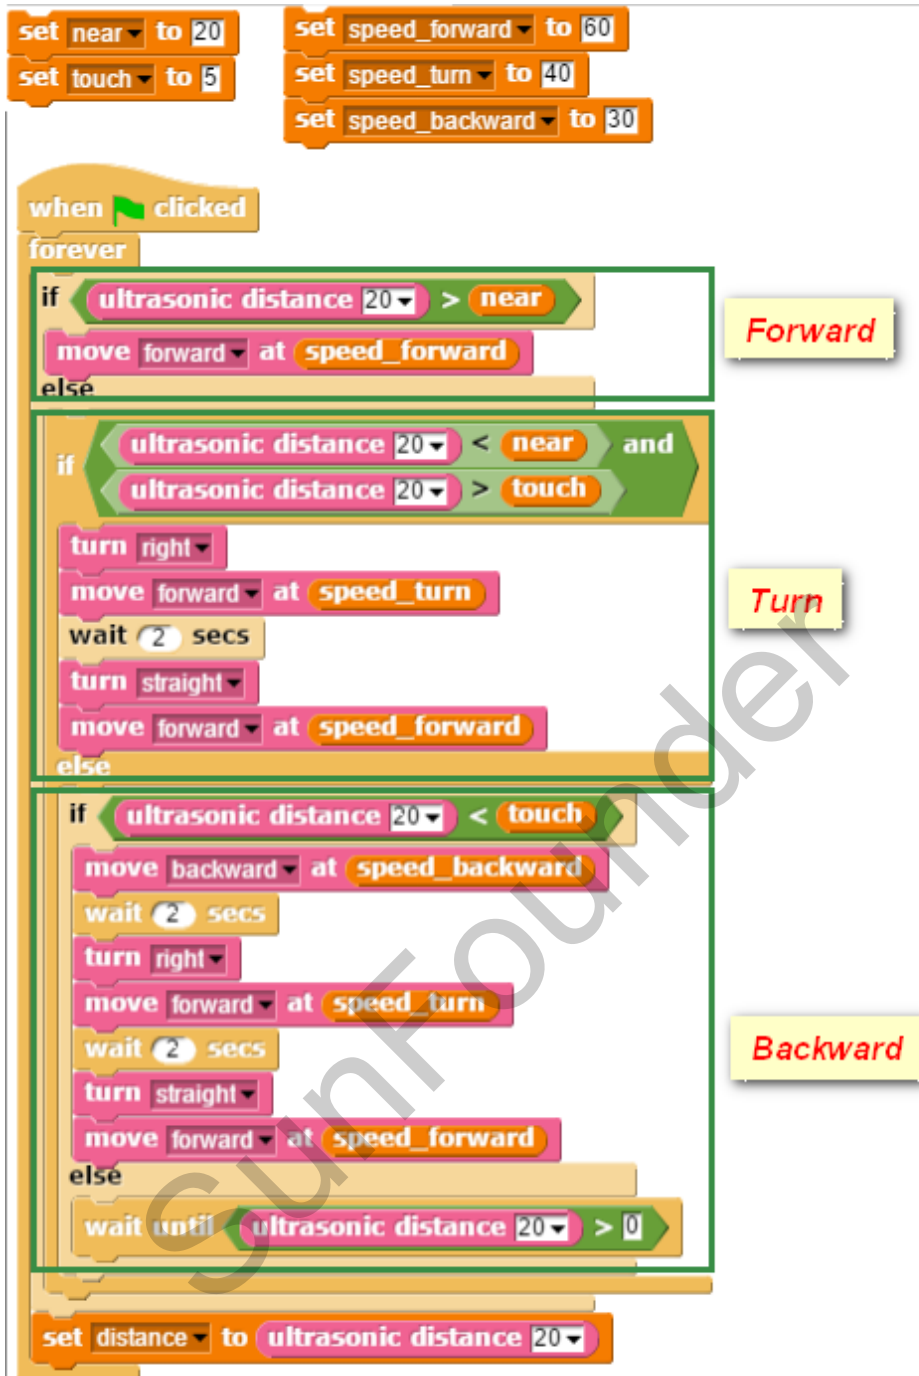 set near to 20
set touch to 5
set speed_forward to 60
set speed_turn to 40
set speed_backward to 30
when clicked
forever
if ultrasonic distance 20 > near
move forward at speed_forward
else
Forward
if ultrasonic distance 20 < near and
ultrasonic distance 20 > touch
turn right
move forward at speed_turn
wait 2 secs
turn straight
move forward at speed_forward
else
Turn
if ultrasonic distance 20 < touch
move backward at speed_backward
wait 2 secs
turn right
move forward at speed_turn
wait 2 secs
turn straight
move forward at speed_forward
else
wait until ultrasonic distance 20 > 0
Backward
set distance to ultrasonic distance 20
SunFounder